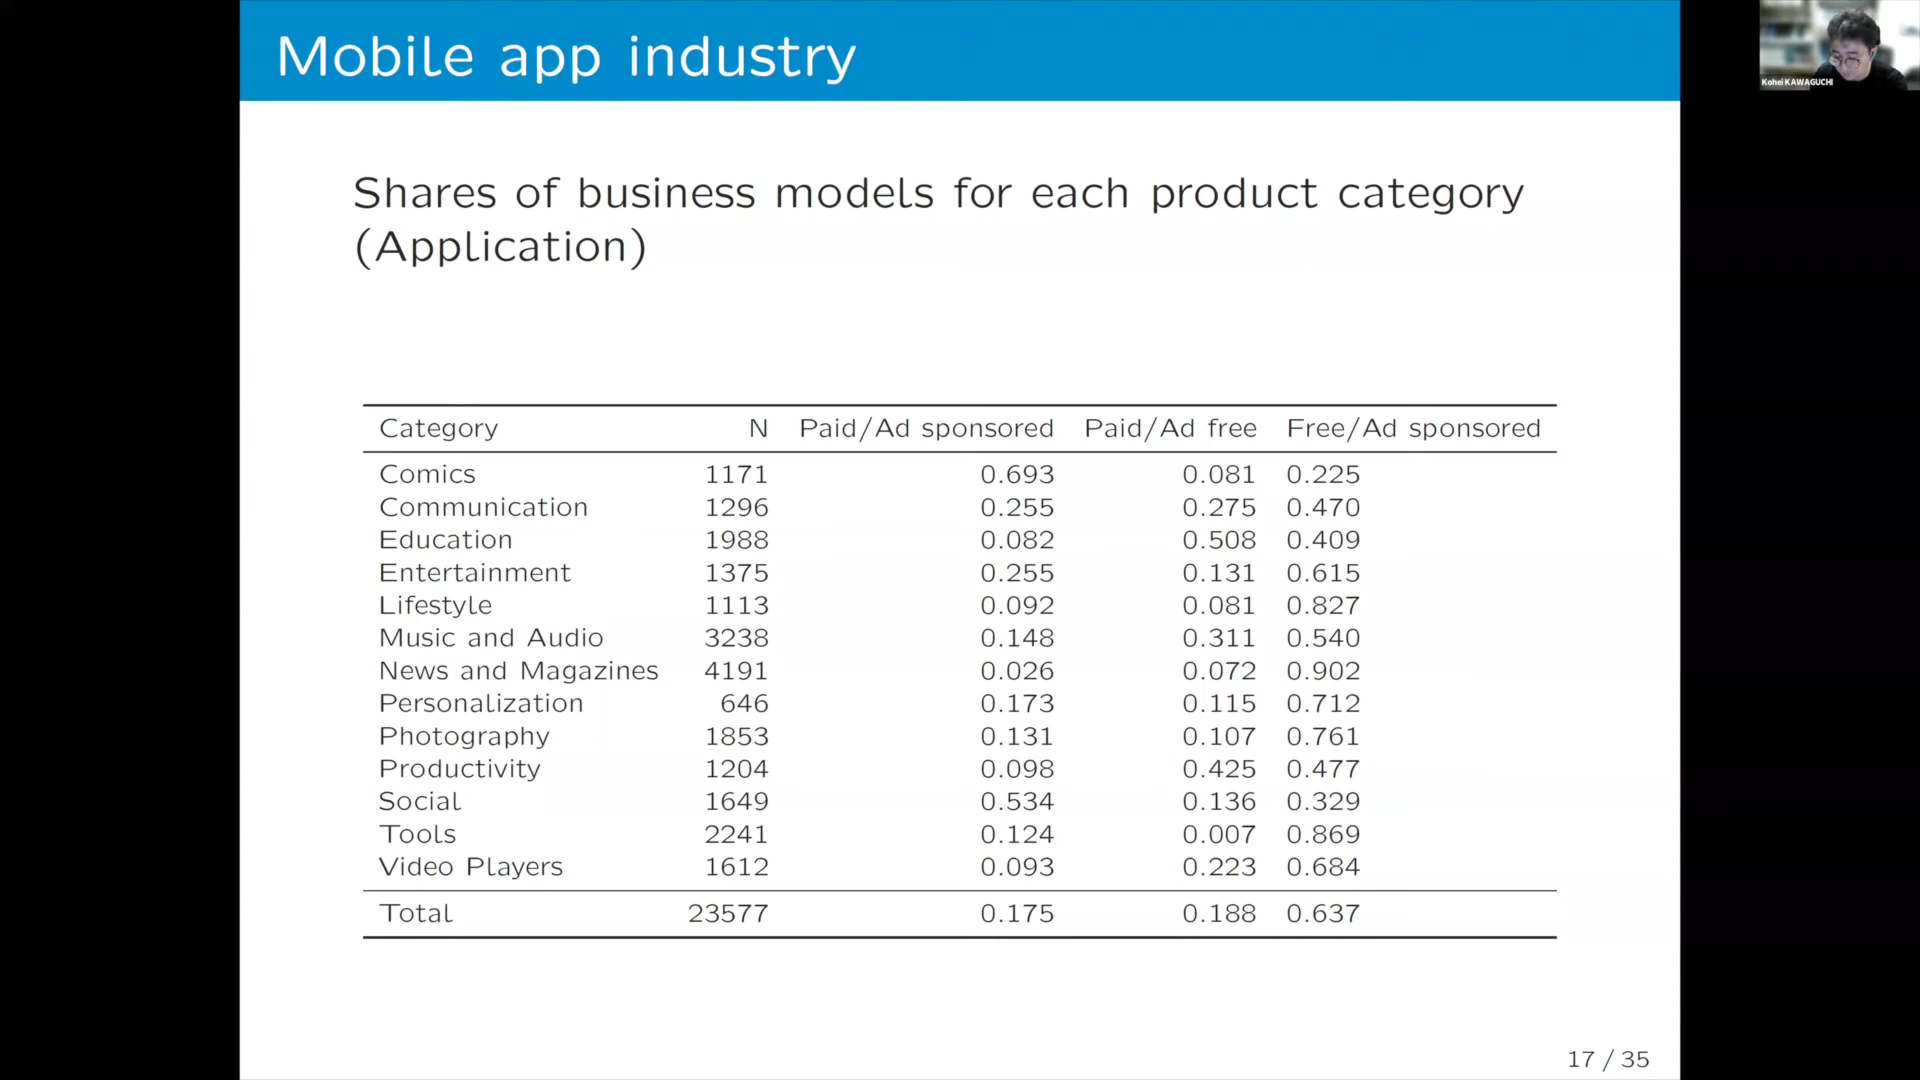 Mobile app industry
Kohei KAWAGUCHI
Shares of business models for each product category
(Application)
Category N Paid/Ad sponsored Paid/Ad free Free/Ad sponsored
Comics 1171 0.693 0.081 0.225
Communication 1296 0.255 0.275 0.470
Education 1988 0.082 0.508 0.409
Entertainment 1375 0.255 0.131 0.615
Lifestyle 1113 0.092 0.081 0.827
Music and Audio 3238 0.148 0.311 0.540
News and Magazines 4191 0.026 0.072 0.902
Personalization 646 0.173 0.115 0.712
Photography 1853 0.131 0.107 0.761
Productivity 1204 0.098 0.425 0.477
Social 1649 0.534 0.136 0.329
Tools 2241 0.124 0.007 0.869
Video Players 1612 0.093 0.223 0.684
Total 23577 0.175 0.188 0.637
17 / 35